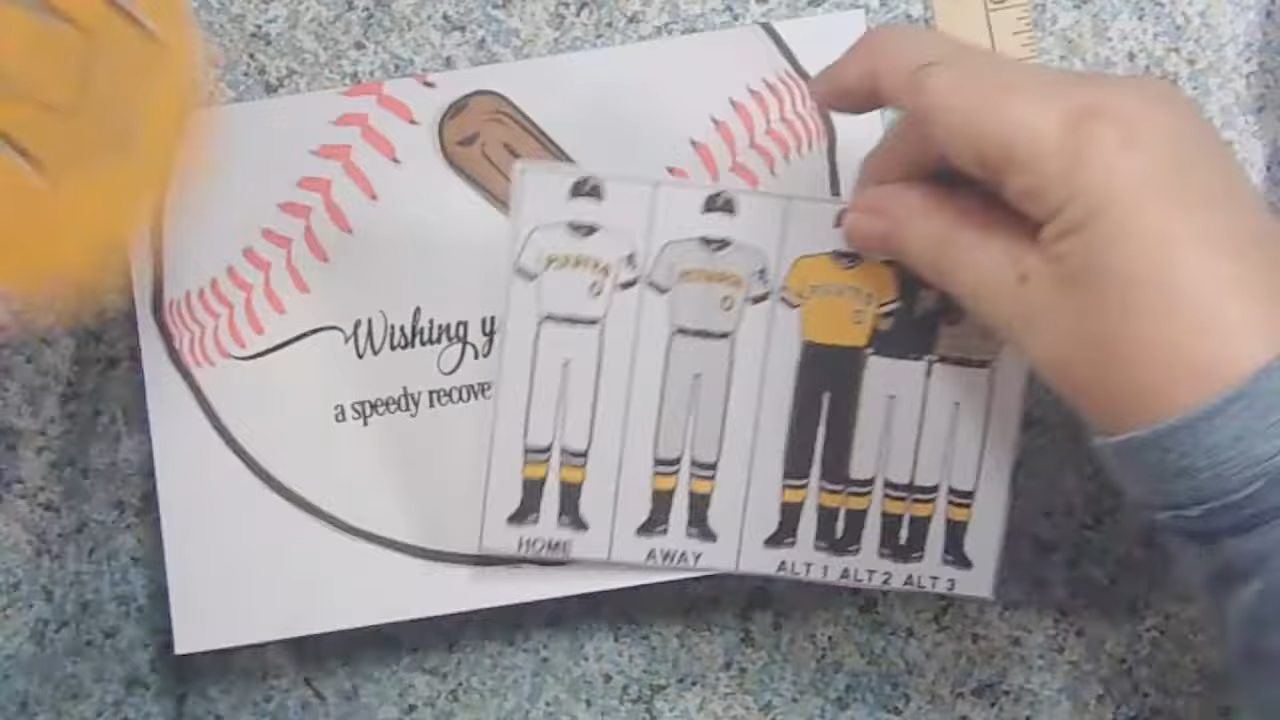 Wishing y
a speedy recove
HOME
AWAY
ALT 1 ALT 2 ALT 3